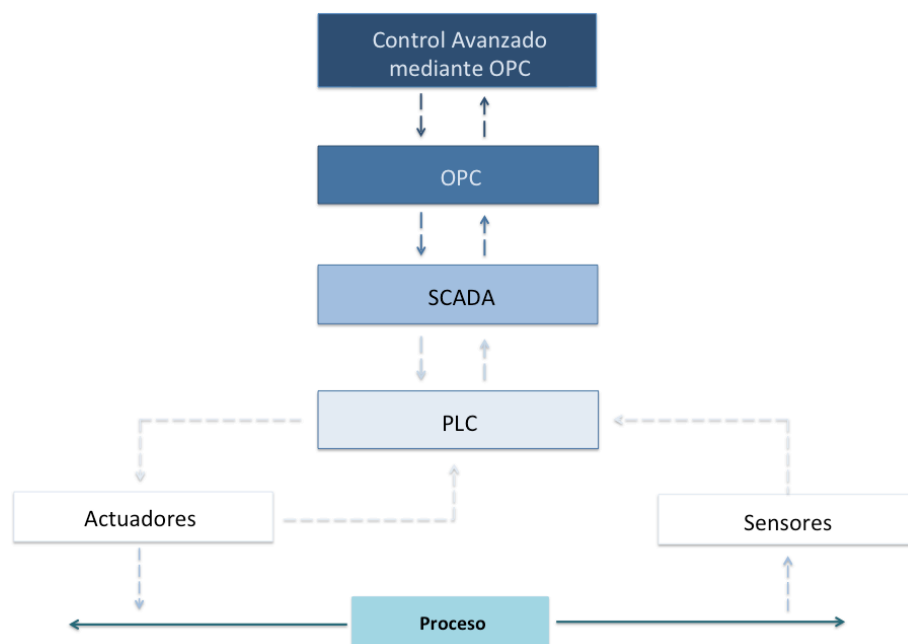 Control Avanzado
mediante OPC
OPC
SCADA
PLC
Actuadores
Sensores
Proceso